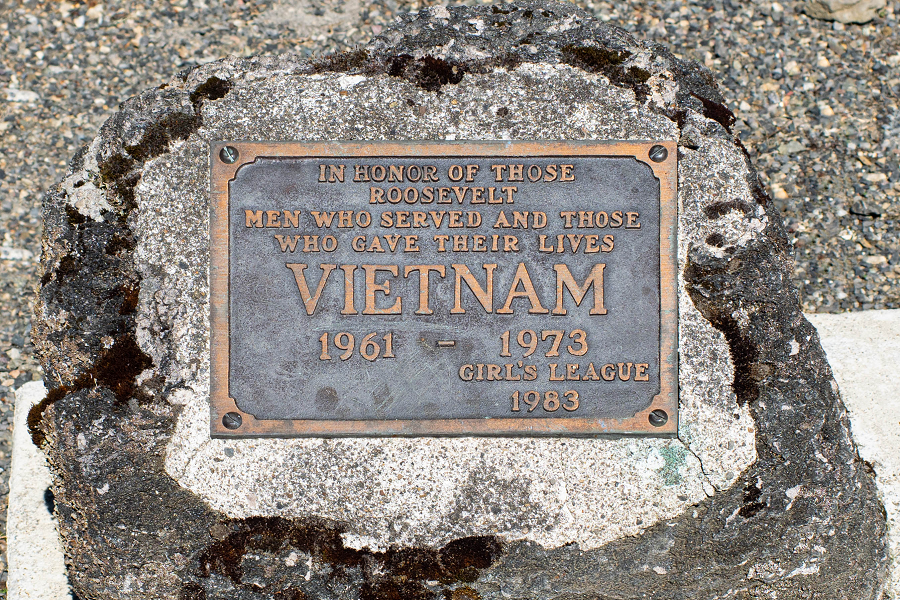 IN HONOR OF THOSE
ROOSEVELT
MEN WHO SERVED AND THOSE
WHO GAVE THEIR LIVES
VIETNAM
1961 - 1973
GIRL'S LEAGUE
1983